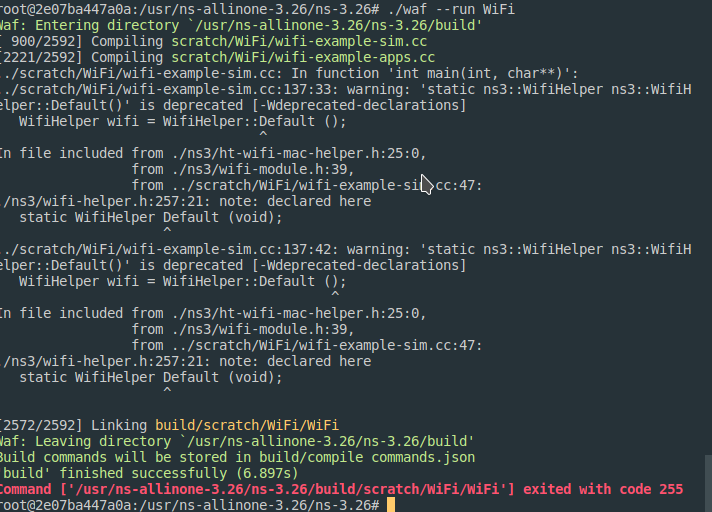 root@2e07ba447a0a:/usr/ns-allinone-3.26/ns-3.26# ./waf --run WiFi
Waf: Entering directory `/usr/ns-allinone-3.26/ns-3.26/build'
[ 900/2592] Compiling scratch/WiFi/wifi-example-sim.cc
[2221/2592] Compiling scratch/WiFi/wifi-example-apps.cc
../scratch/WiFi/wifi-example-sim.cc: In function 'int main(int, char**)':
../scratch/WiFi/wifi-example-sim.cc:137:33: warning: 'static ns3::WifiHelper ns3::WifiH
elper::Default()' is deprecated [-Wdeprecated-declarations]
WifiHelper wifi = WifiHelper::Default ();
^
In file included from ./ns3/ht-wifi-mac-helper.h:25:0,
from ./ns3/wifi-module.h:39,
from ../scratch/WiFi/wifi-example-sim.cc:47:
./ns3/wifi-helper.h:257:21: note: declared here
static WifiHelper Default (void);
^
../scratch/WiFi/wifi-example-sim.cc:137:42: warning: 'static ns3::WifiHelper ns3::WifiH
elper::Default()' is deprecated [-Wdeprecated-declarations]
WifiHelper wifi = WifiHelper::Default ();
^
In file included from ./ns3/ht-wifi-mac-helper.h:25:0,
from ./ns3/wifi-module.h:39,
from ../scratch/WiFi/wifi-example-sim.cc:47:
./ns3/wifi-helper.h:257:21: note: declared here
static WifiHelper Default (void);
^
[2572/2592] Linking build/scratch/WiFi/WiFi
Waf: Leaving directory `/usr/ns-allinone-3.26/ns-3.26/build'
Build commands will be stored in build/compile_commands.json
'build' finished successfully (6.897s)
Command ['/usr/ns-allinone-3.26/ns-3.26/build/scratch/WiFi/WiFi'] exited with code 255
root@2e07ba447a0a:/usr/ns-allinone-3.26/ns-3.26#